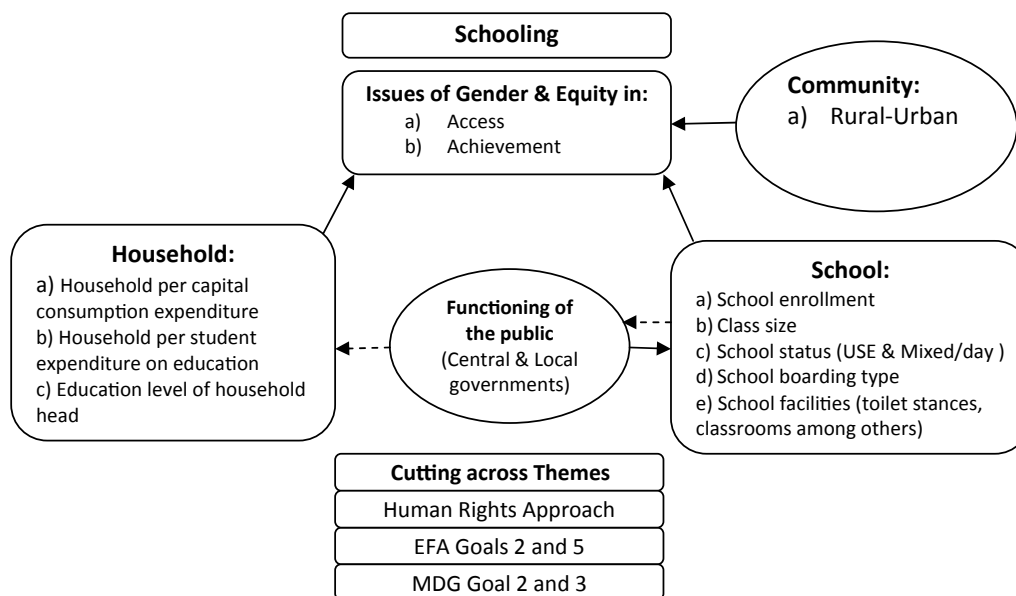 Schooling
Issues of Gender & Equity in:
a) Access
b) Achievement
Community:
a) Rural-Urban
Household:
a) Household per capital
consumption expenditure
b) Household per student
expenditure on education
c) Education level of household
head
Functioning of
the public
(Central & Local
governments)
School:
a) School enrollment
b) Class size
c) School status (USE & Mixed/day )
d) School boarding type
e) School facilities (toilet stances,
classrooms among others)
Cutting across Themes
Human Rights Approach
EFA Goals 2 and 5
MDG Goal 2 and 3